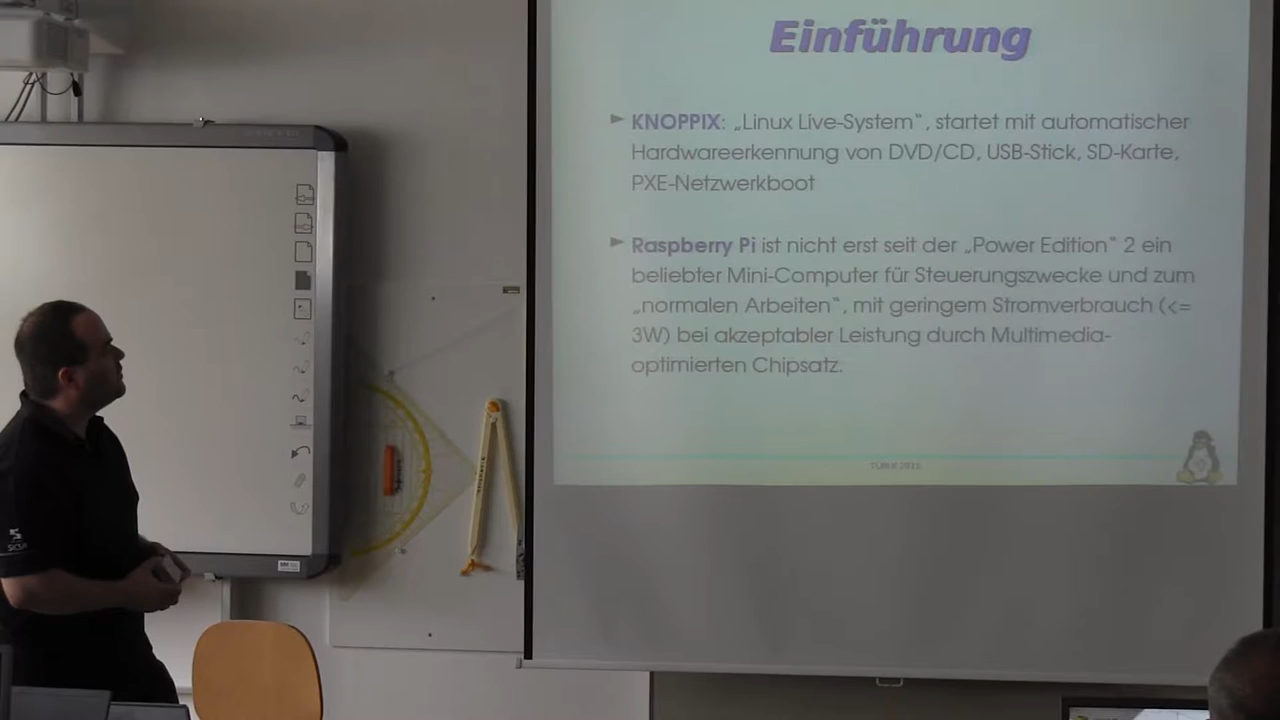 Einführung
KNOPPIX: „Linux Live-System“, startet mit automatischer
Hardwareerkennung von DVD/CD, USB-Stick, SD-Karte,
PXE-Netzwerkboot
Raspberry Pi ist nicht erst seit der „Power Edition“ 2 ein
beliebter Mini-Computer für Steuerungszwecke und zum
„normalen Arbeiten“, mit geringem Stromverbrauch (<=
3W) bei akzeptabler Leistung durch Multimedia-
optimierten Chipsatz.